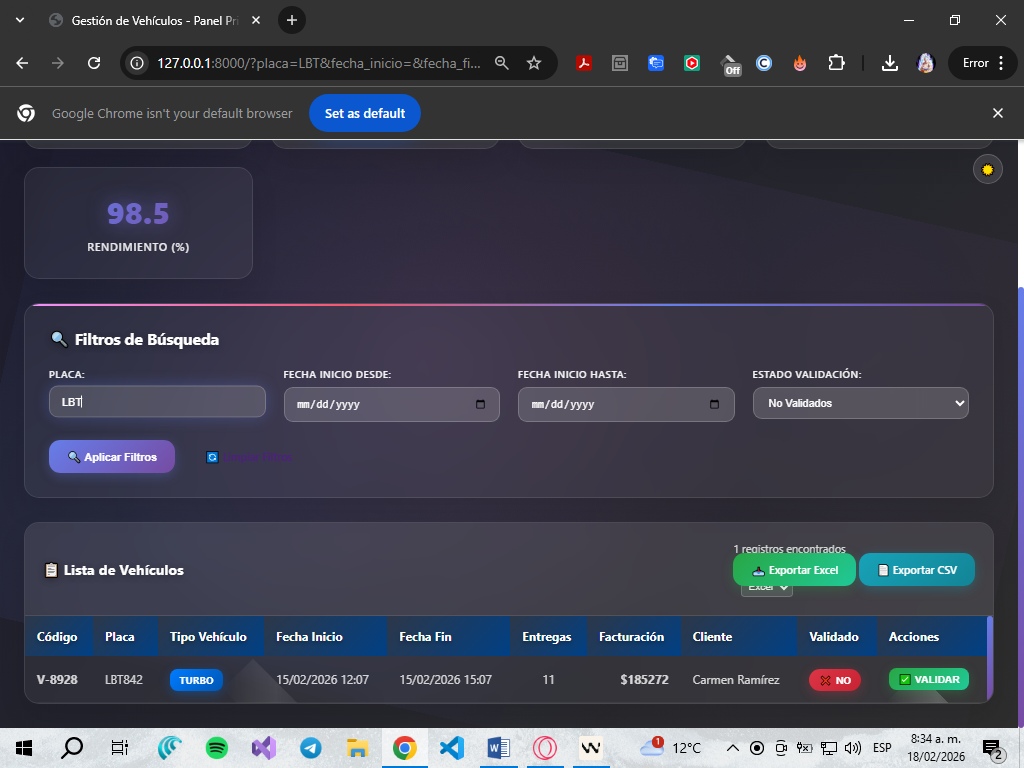 Gestión de Vehículos - Panel Pri
127.0.0.1:8000/?placa=LBT&fecha_inicio=&fecha_fi...
Off
Error
Google Chrome isn't your default browser
Set as default
98.5
RENDIMIENTO (%)
Filtros de Búsqueda
PLACA:
FECHA INICIO DESDE:
FECHA INICIO HASTA:
ESTADO VALIDACIÓN:
LBT
mm/dd/yyyy
mm/dd/yyyy
No Validados
Aplicar Filtros
1 registros encontrados
Lista de Vehículos
Exportar Excel
Exportar CSV
Excel
Código Placa Tipo Vehículo Fecha Inicio Fecha Fin Entregas Facturación Cliente Validado Acciones
V-8928 LBT842 TURBO 15/02/2026 12:07 15/02/2026 15:07 11 $185272 Carmen Ramírez NO VALIDAR
1
12°C
ESP
8:34 a. m.
18/02/2026
2